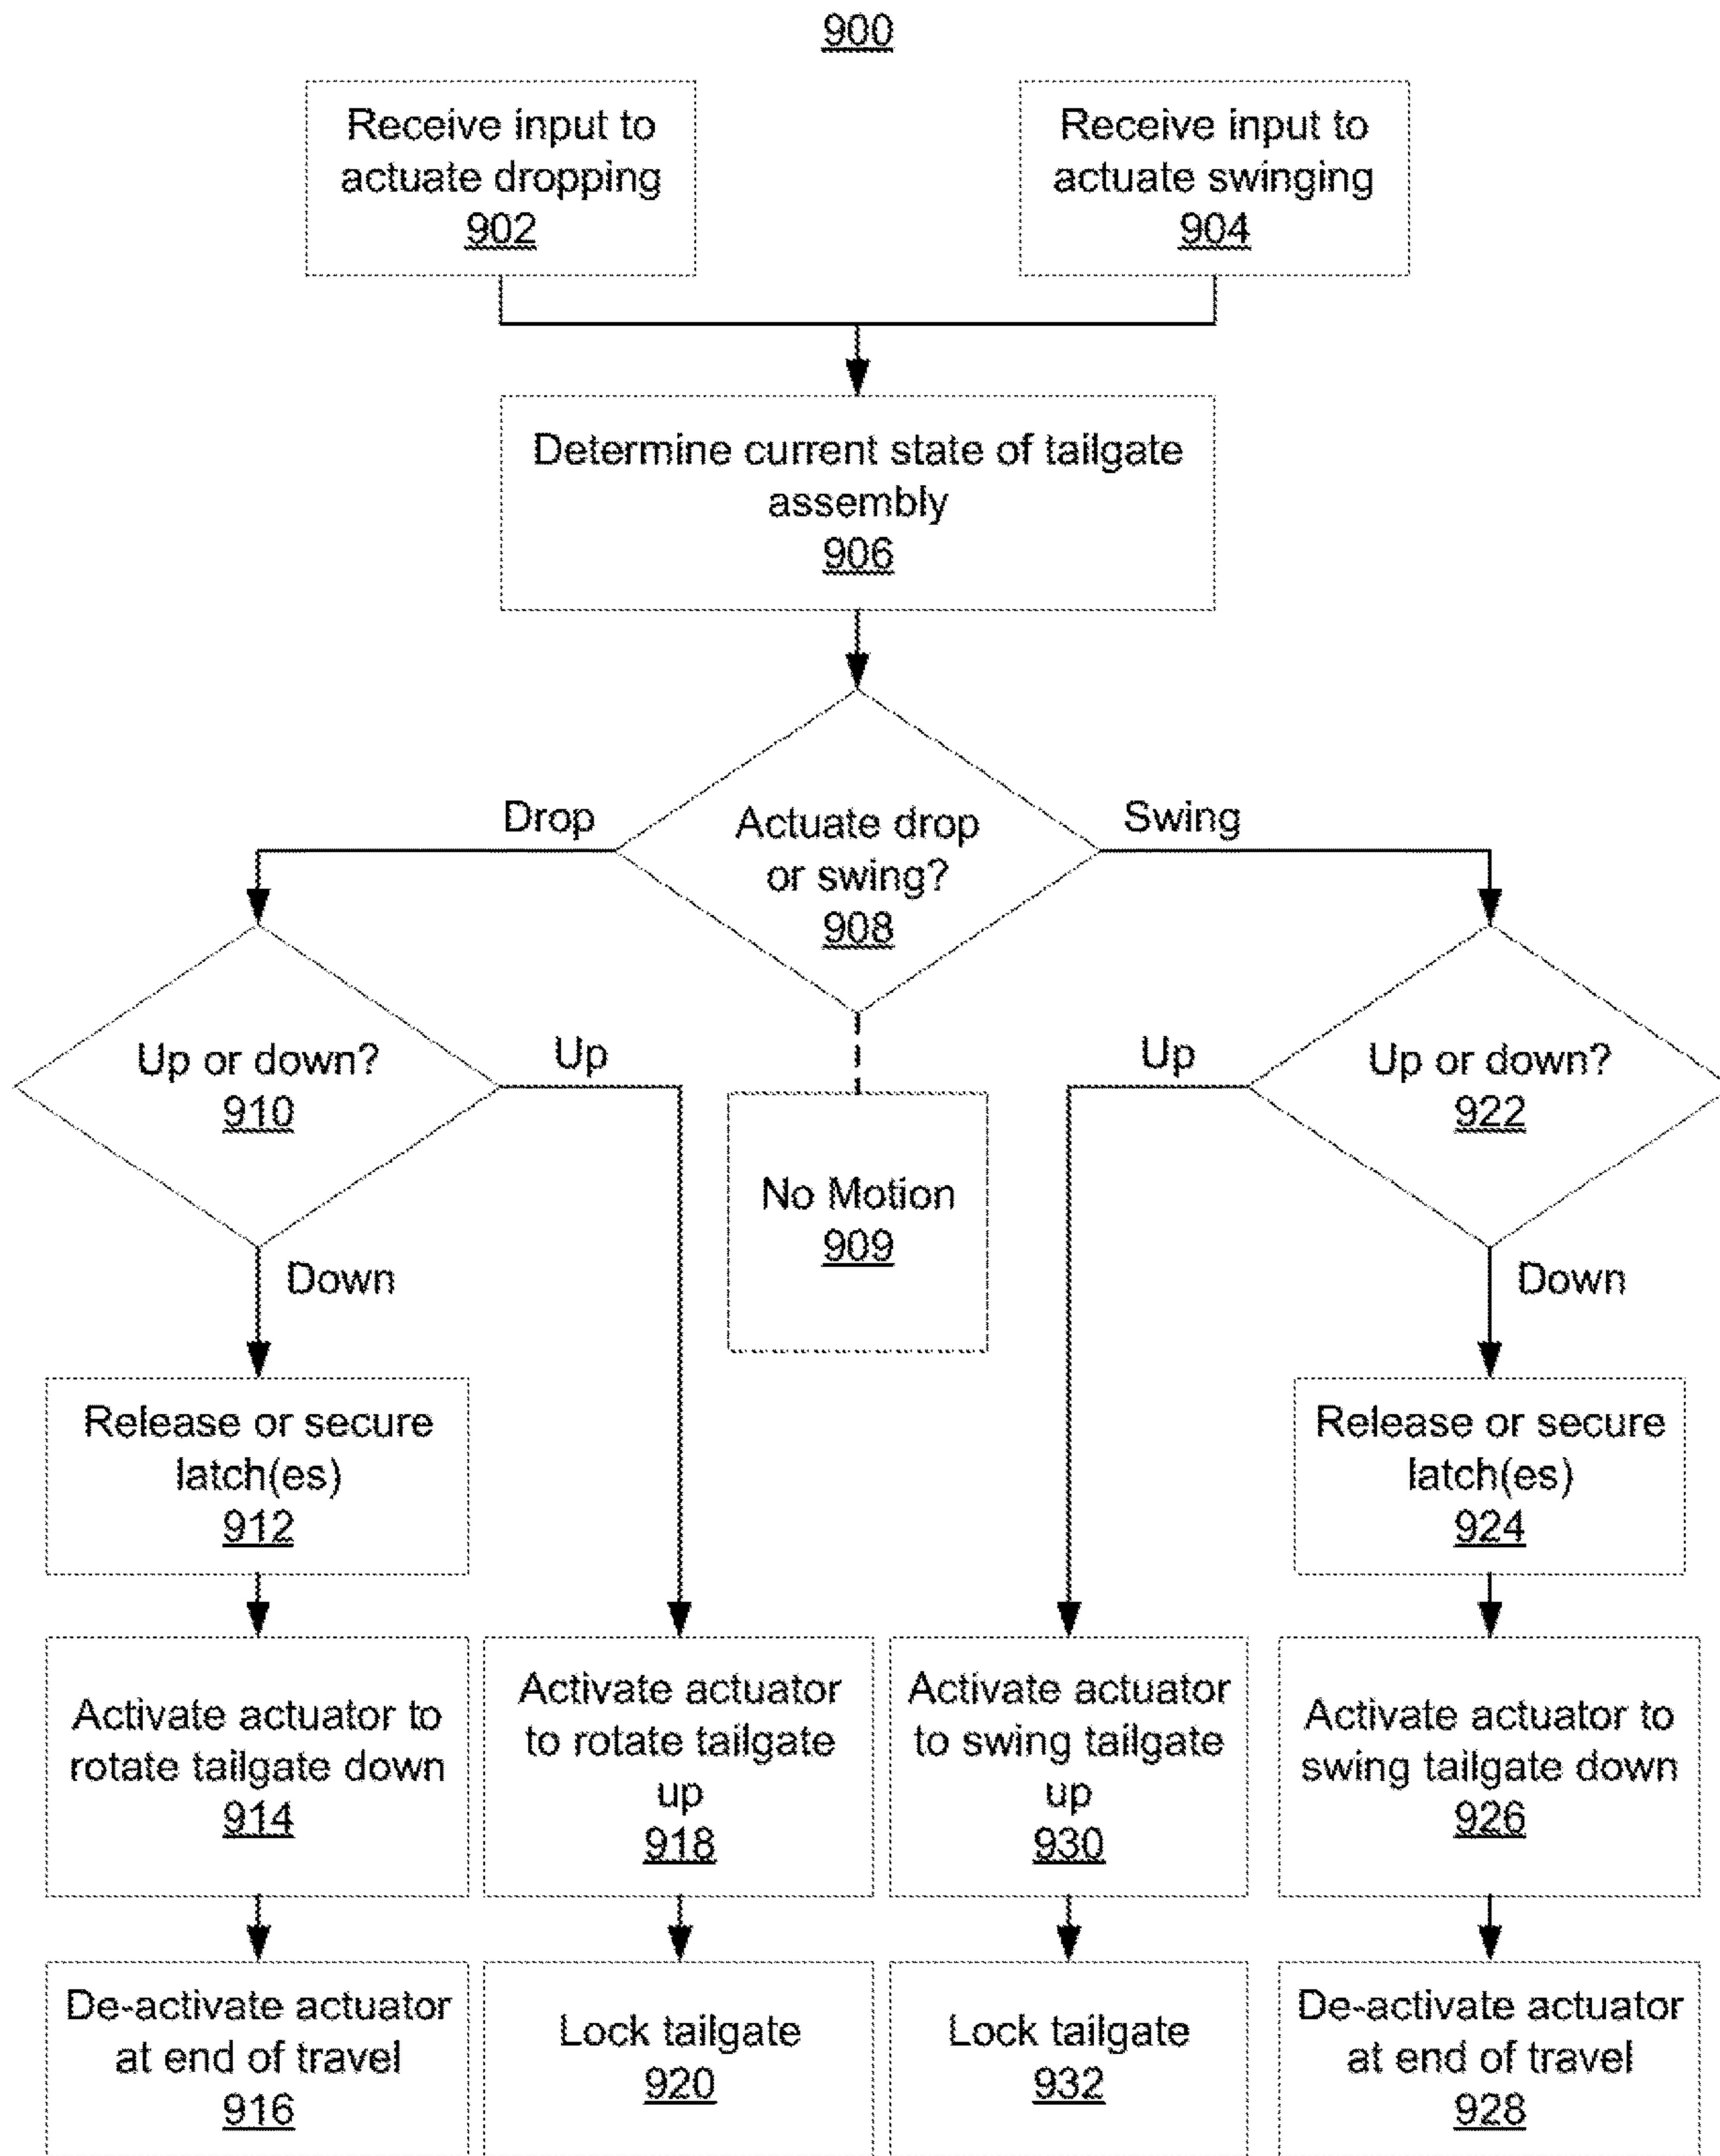 900
Receive input to
actuate dropping
902
Receive input to
actuate swinging
904
Determine current state of tailgate
assembly
906
Drop
Actuate drop
or swing?
908
Swing
Up or down?
910
Up
Down
No Motion
909
Up
Up or down?
922
Down
Release or secure
latch(es)
912
Release or secure
latch(es)
924
Activate actuator to
rotate tailgate down
914
Activate actuator
to rotate tailgate
up
918
Activate actuator
to swing tailgate
up
930
Activate actuator to
swing tailgate down
926
De-activate actuator
at end of travel
916
Lock tailgate
920
Lock tailgate
932
De-activate actuator
at end of travel
928